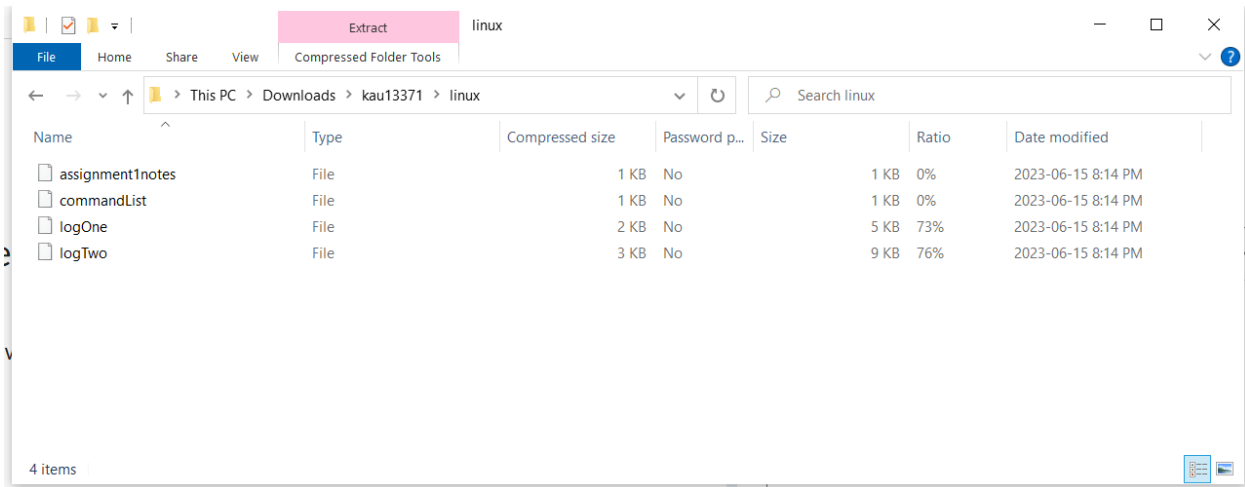 Extract linux
File Home Share View Compressed Folder Tools ?
This PC > Downloads > kau13371 > linux Search linux
Name Type Compressed size Password p... Size Ratio Date modified
assignment1notes File 1 KB No 1 KB 0% 2023-06-15 8:14 PM
commandList File 1 KB No 1 KB 0% 2023-06-15 8:14 PM
logOne File 2 KB No 5 KB 73% 2023-06-15 8:14 PM
logTwo File 3 KB No 9 KB 76% 2023-06-15 8:14 PM
4 items